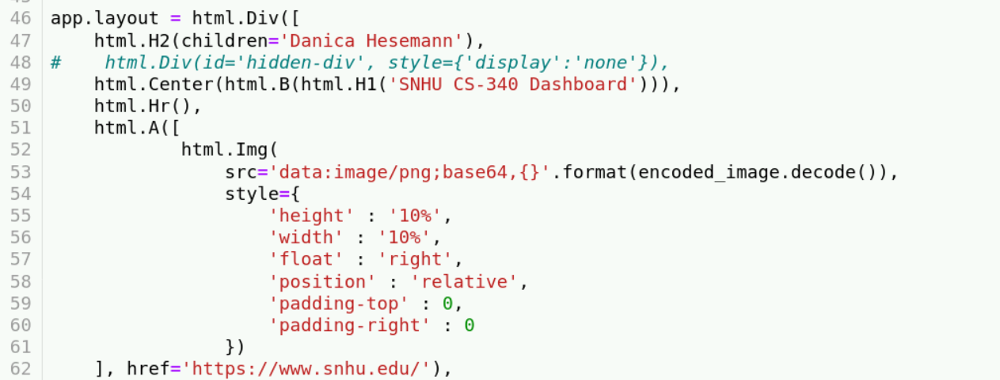 46 app.layout = html.Div([
47     html.H2(children='Danica Hesemann'),
48 #    html.Div(id='hidden-div', style={'display':'none'}),
49     html.Center(html.B(html.H1('SNHU CS-340 Dashboard'))),
50     html.Hr(),
51     html.A([
52             html.Img(
53                 src='data:image/png;base64,{}'.format(encoded_image.decode()),
54                 style={
55                     'height' : '10%',
56                     'width' : '10%',
57                     'float' : 'right',
58                     'position' : 'relative',
59                     'padding-top' : 0,
60                     'padding-right' : 0
61                 })
62     ], href='https://www.snhu.edu/'),